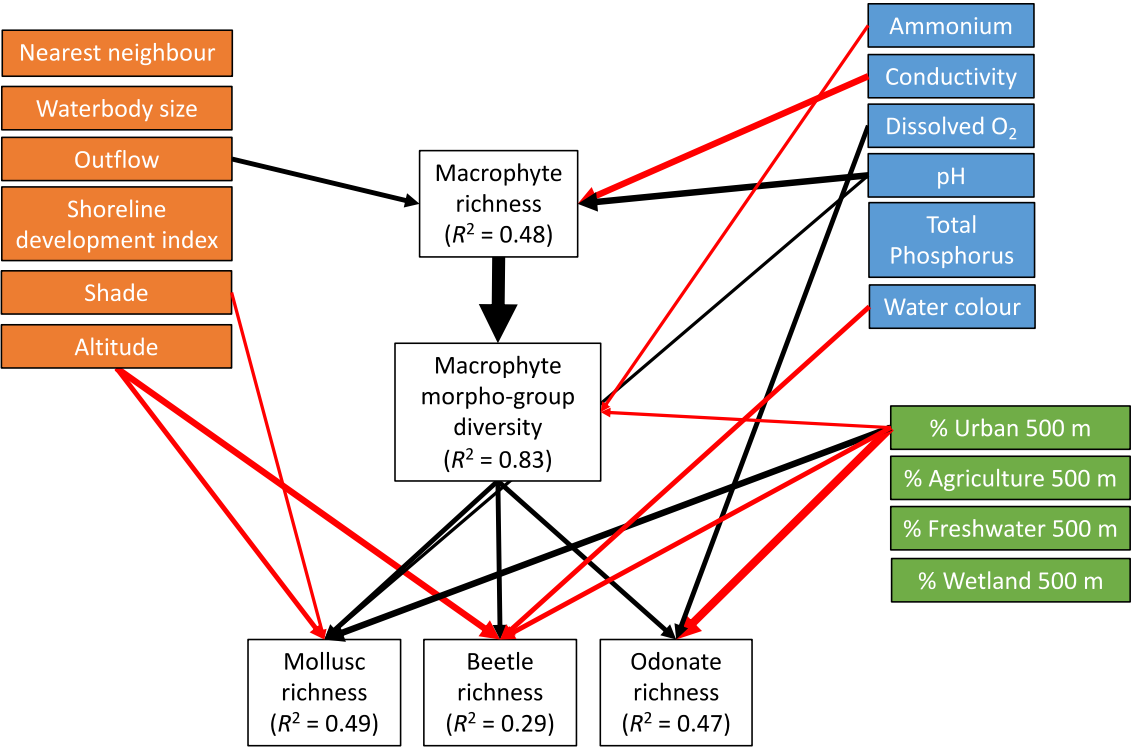 Nearest neighbour
Waterbody size
Outflow
Shoreline
development index
Shade
Altitude
Macrophyte
richness
(R² = 0.48)
Macrophyte
morpho-group
diversity
(R² = 0.83)
Ammonium
Conductivity
Dissolved O₂
pH
Total
Phosphorus
Water colour
% Urban 500 m
% Agriculture 500 m
% Freshwater 500 m
% Wetland 500 m
Mollusc
richness
(R² = 0.49)
Beetle
richness
(R² = 0.29)
Odonate
richness
(R² = 0.47)